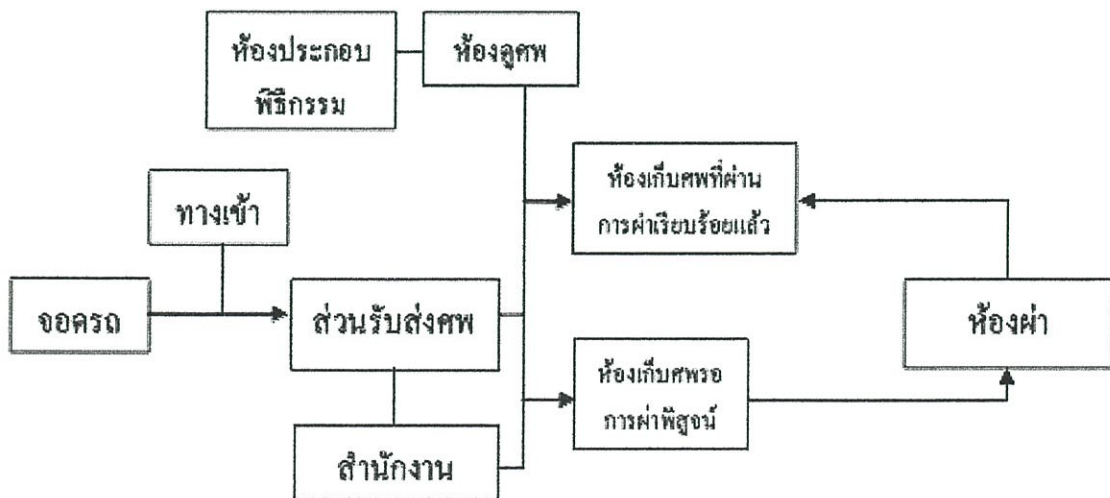 ห้องประกอบ
พิธีกรรม
ห้องดูศพ
ห้องเก็บศพที่ผ่าน
การผ่าเรียบร้อยแล้ว
ทางเข้า
จอดรถ
ส่วนรับส่งศพ
ห้องผ่า
ห้องเก็บศพรอ
การผ่าพิสูจน์
สำนักงาน